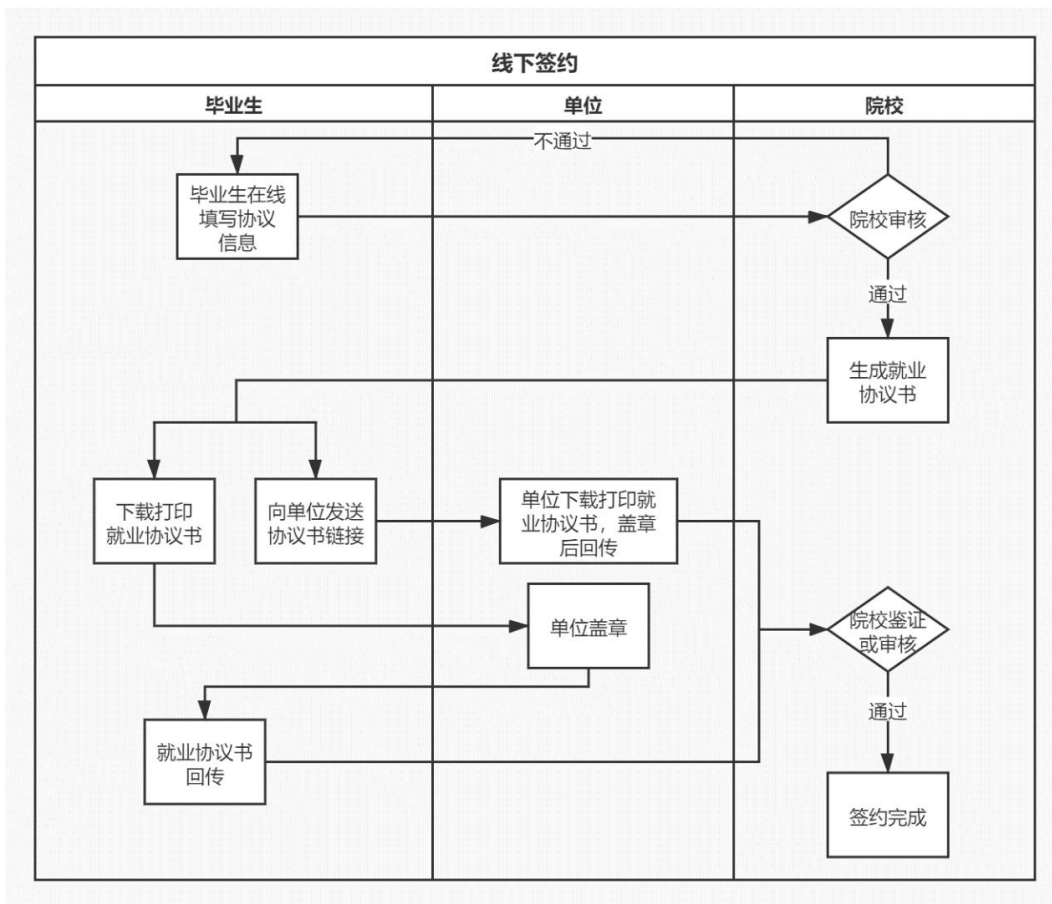 线下签约
毕业生
单位
院校
不通过
毕业生在线
填写协议
信息
院校审核
通过
生成就业
协议书
下载打印
就业协议书
向单位发送
协议书链接
单位下载打印就
业协议书，盖章
后回传
单位盖章
院校鉴证
或审核
通过
就业协议书
回传
签约完成